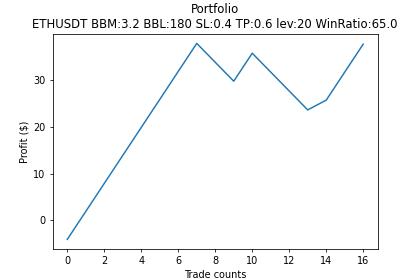 Portfolio
ETHUSDT BBM:3.2 BBL:180 SL:0.4 TP:0.6 lev:20 WinRatio:65.0
30
20
10
0
Profit ($)
0 2 4 6 8 10 12 14 16
Trade counts